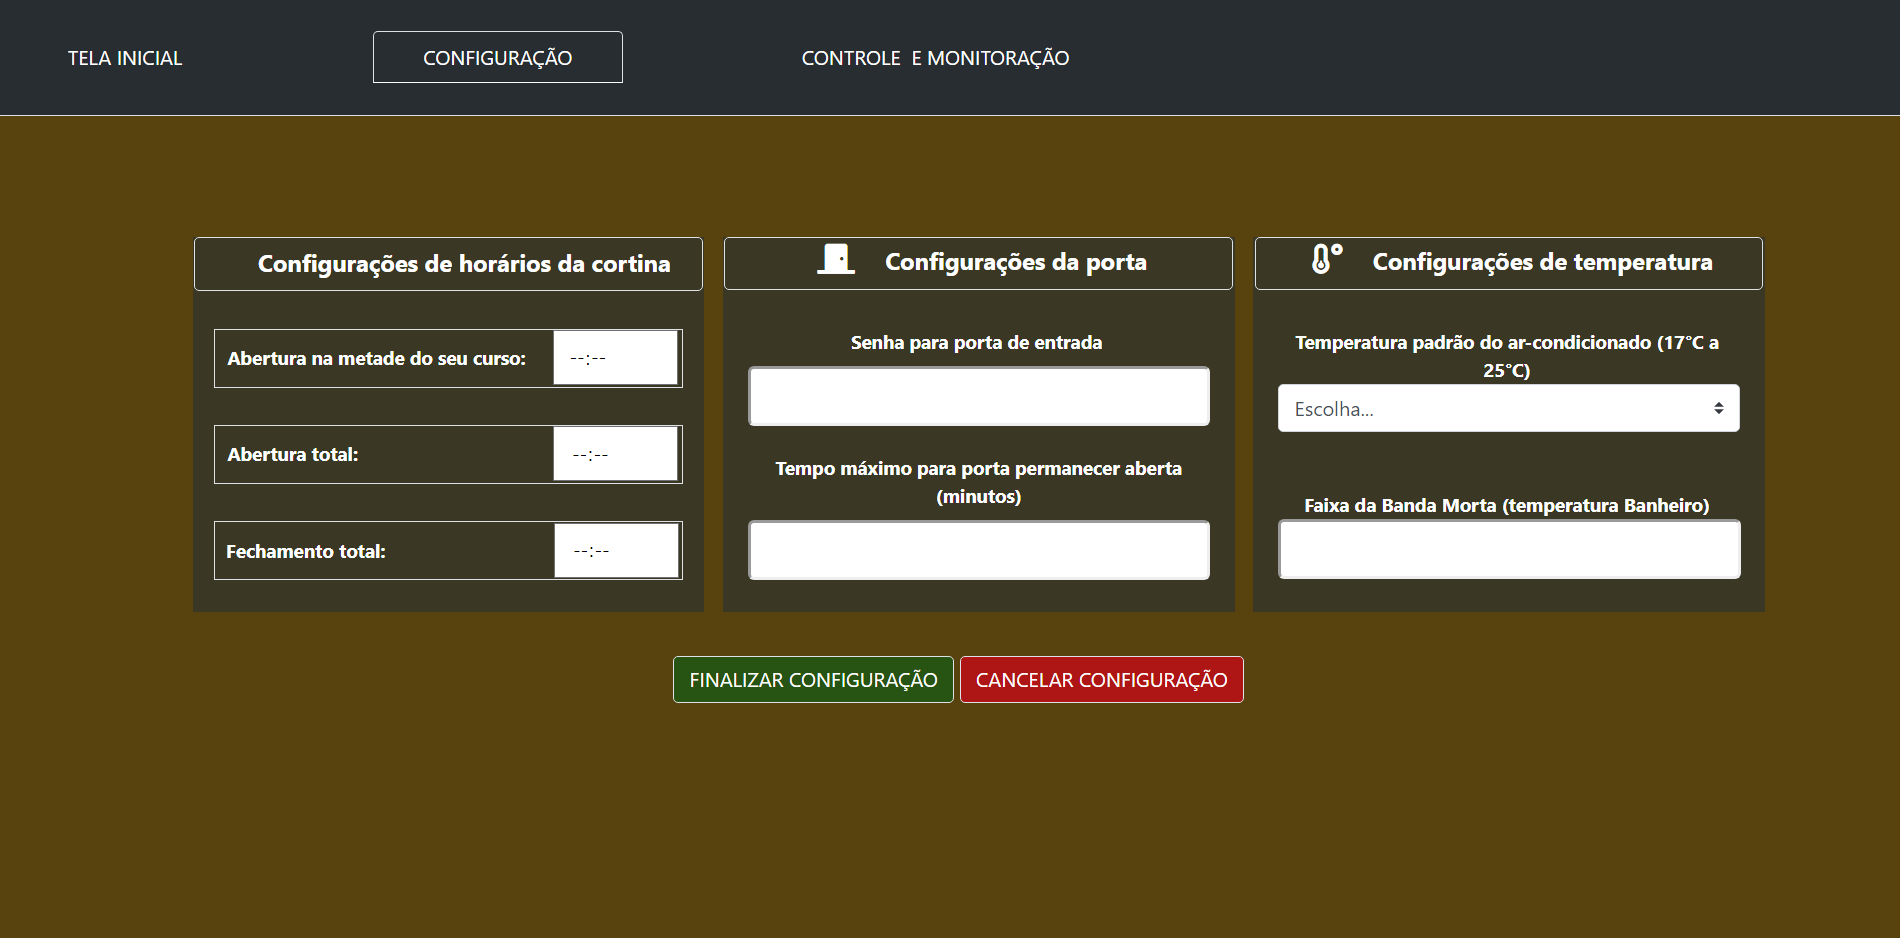 TELA INICIAL
CONFIGURAÇÃO
CONTROLE E MONITORAÇÃO
Configurações de horários da cortina
Abertura na metade do seu curso:
--:--
Abertura total:
--:--
Fechamento total:
--:--
Configurações da porta
Senha para porta de entrada
Tempo máximo para porta permanecer aberta
(minutos)
Configurações de temperatura
Temperatura padrão do ar-condicionado (17°C a
25°C)
Escolha...
Faixa da Banda Morta (temperatura Banheiro)
FINALIZAR CONFIGURAÇÃO
CANCELAR CONFIGURAÇÃO